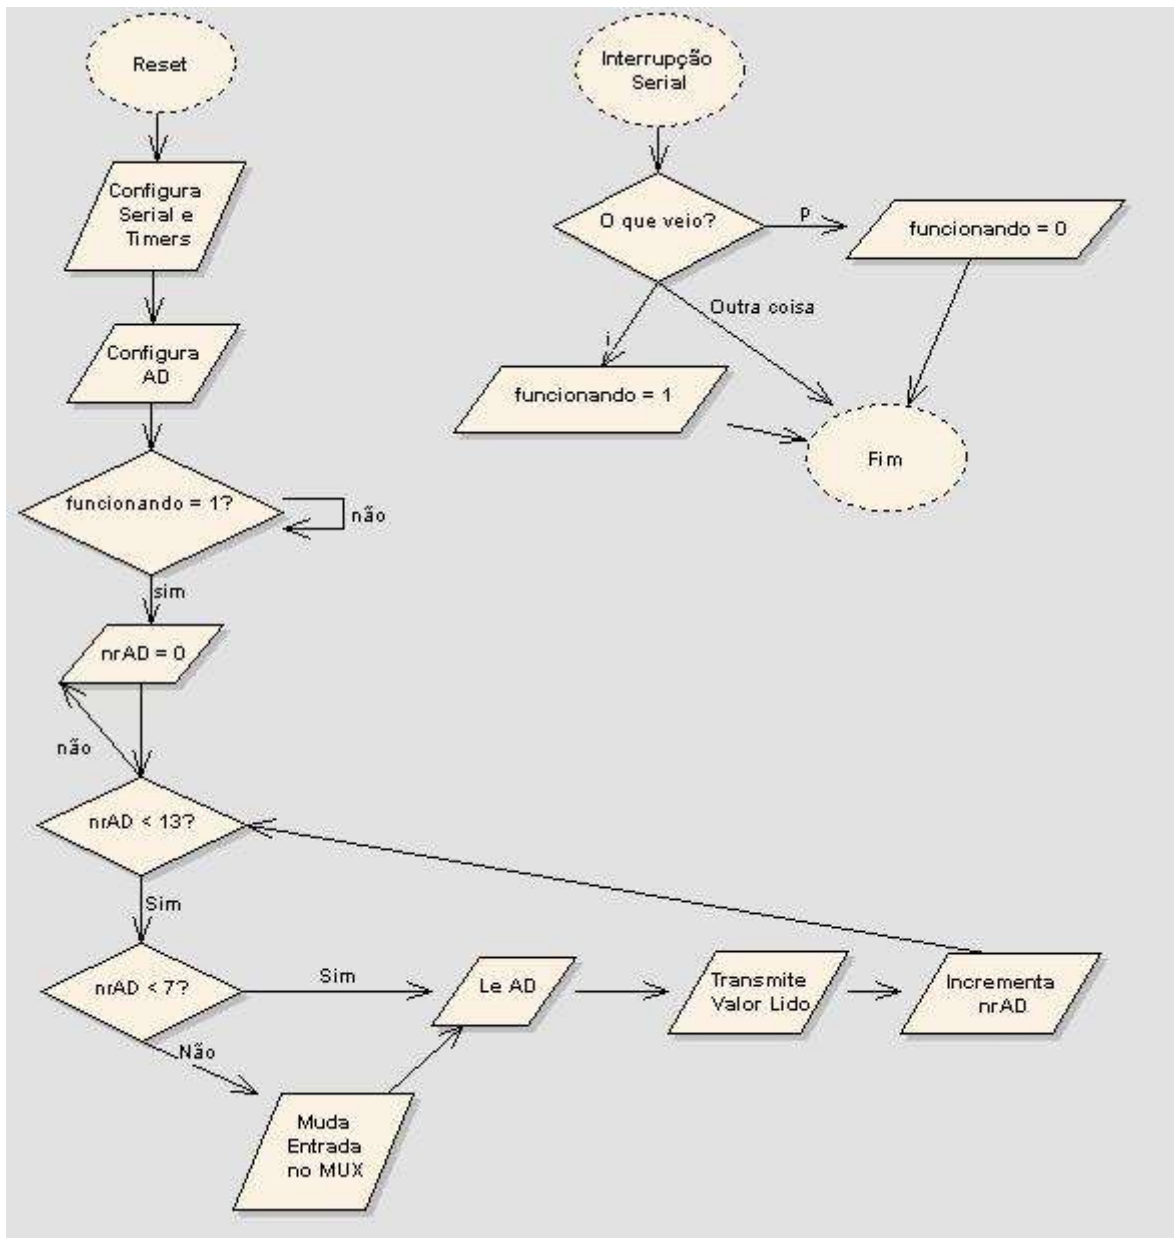 Reset
Configura
Serial e
Timers
Configura
AD
funcionando = 1?
não
sim
nrAD = 0
não
nrAD < 13?
Sim
nrAD < 7?
Sim
Não
Muda
Entrada
no MUX
Le AD
Transmite
Valor Lido
Incrementa
nrAD
Interrupção
Serial
O que veio?
p
funcionando = 0
Outra coisa
i
funcionando = 1
Fim